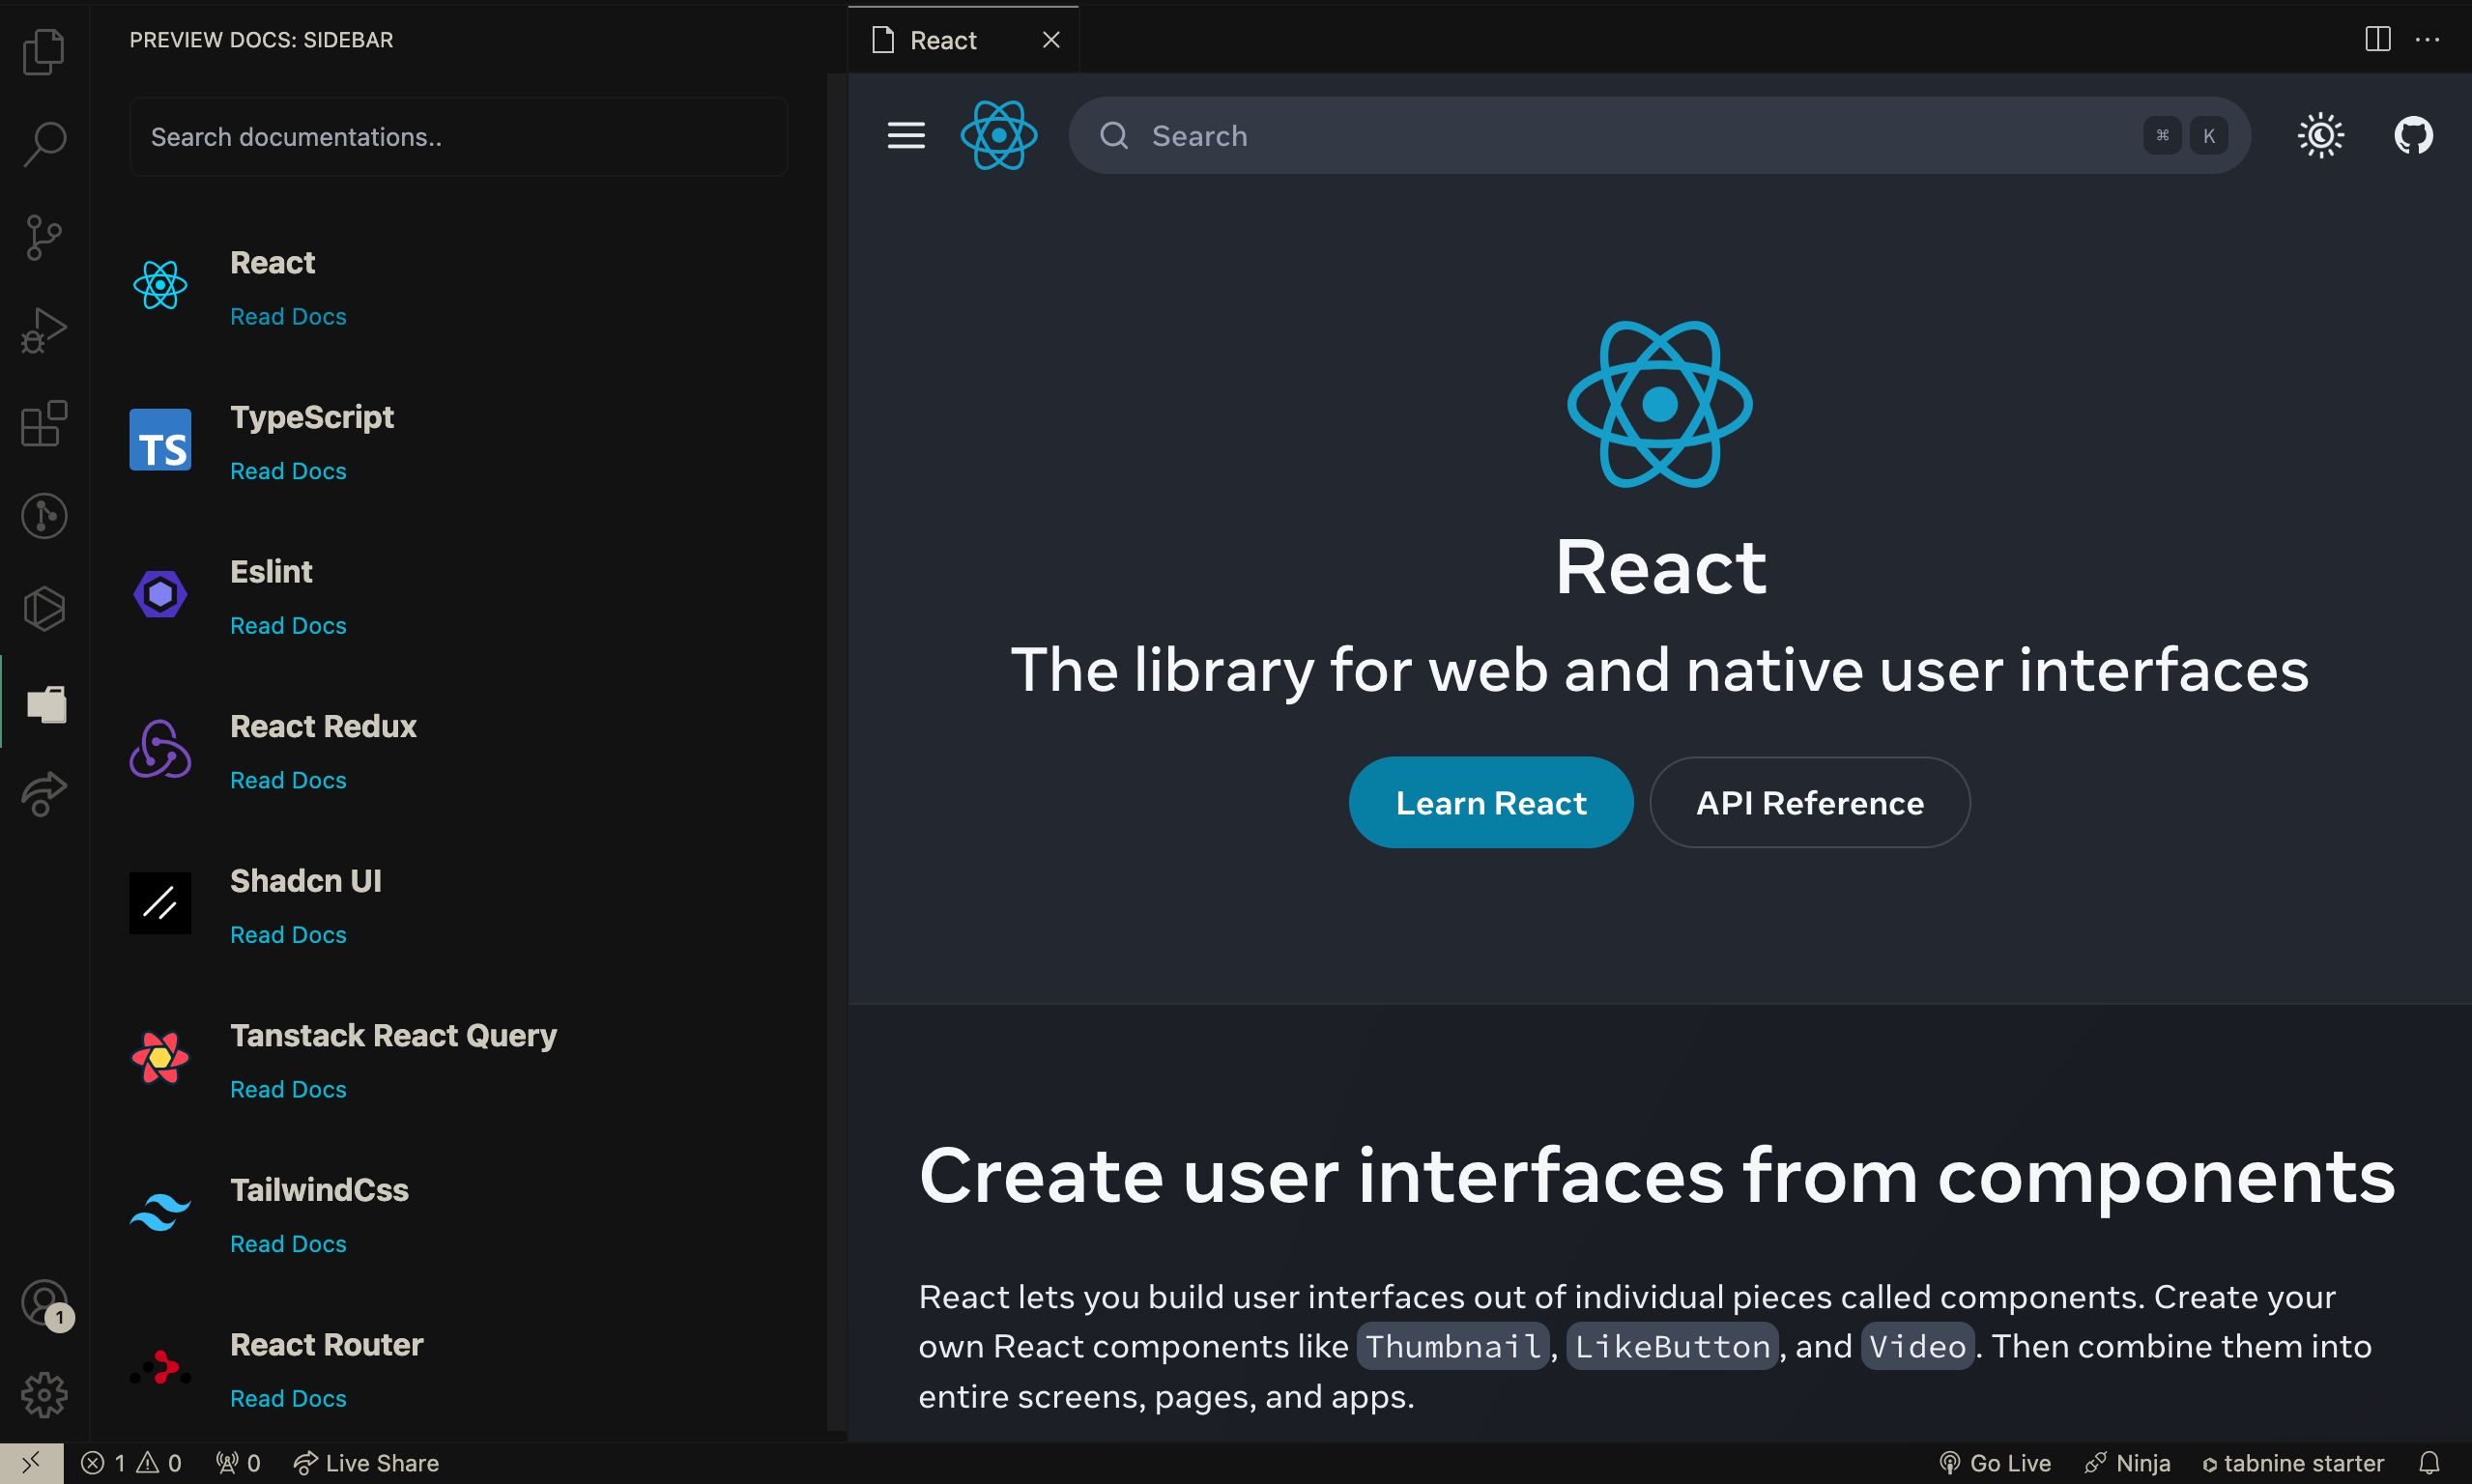 PREVIEW DOCS: SIDEBAR
Search documentations..
React
Read Docs
TypeScript
Read Docs
TS
Eslint
Read Docs
React Redux
Read Docs
Shadcn UI
Read Docs
Tanstack React Query
Read Docs
TailwindCss
Read Docs
React Router
Read Docs
1
React
Search
⌘ K
React
The library for web and native user interfaces
Learn React
API Reference
Create user interfaces from components
React lets you build user interfaces out of individual pieces called components. Create your
own React components like Thumbnail, LikeButton, and Video. Then combine them into
entire screens, pages, and apps.
1 0 0 Live Share
Go Live Ninja tabnine starter